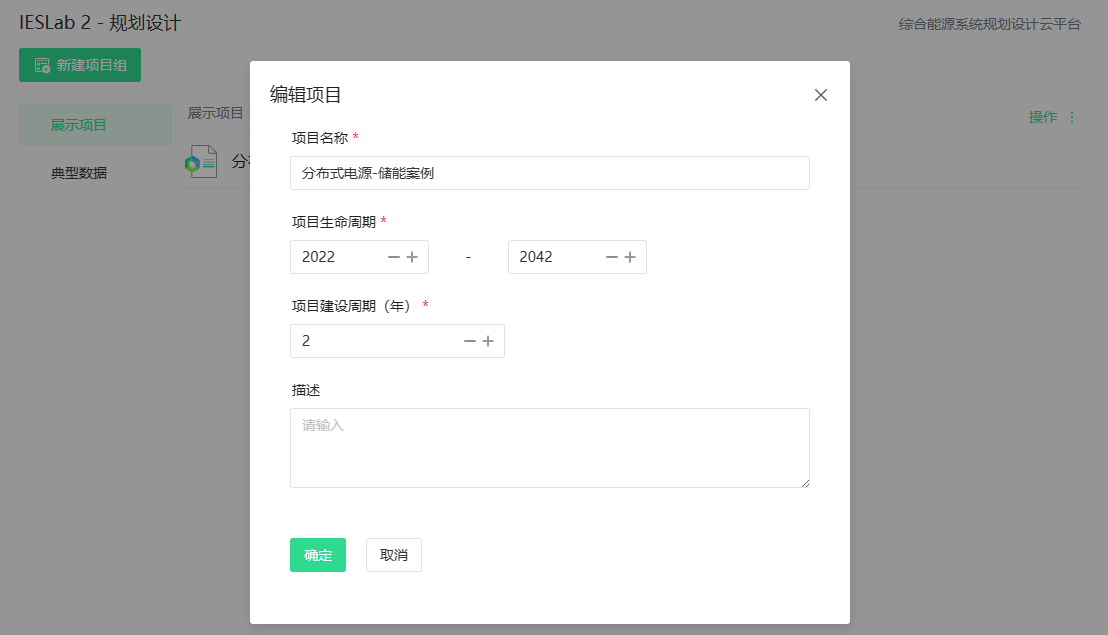 IESLab 2 - 规划设计
综合能源系统规划设计云平台
新建项目组
展示项目
典型数据
展示项目
操作
分
编辑项目
项目名称 *
分布式电源-储能案例
项目生命周期 *
2022 - 2042
项目建设周期（年） *
2
描述
请输入
确定 取消